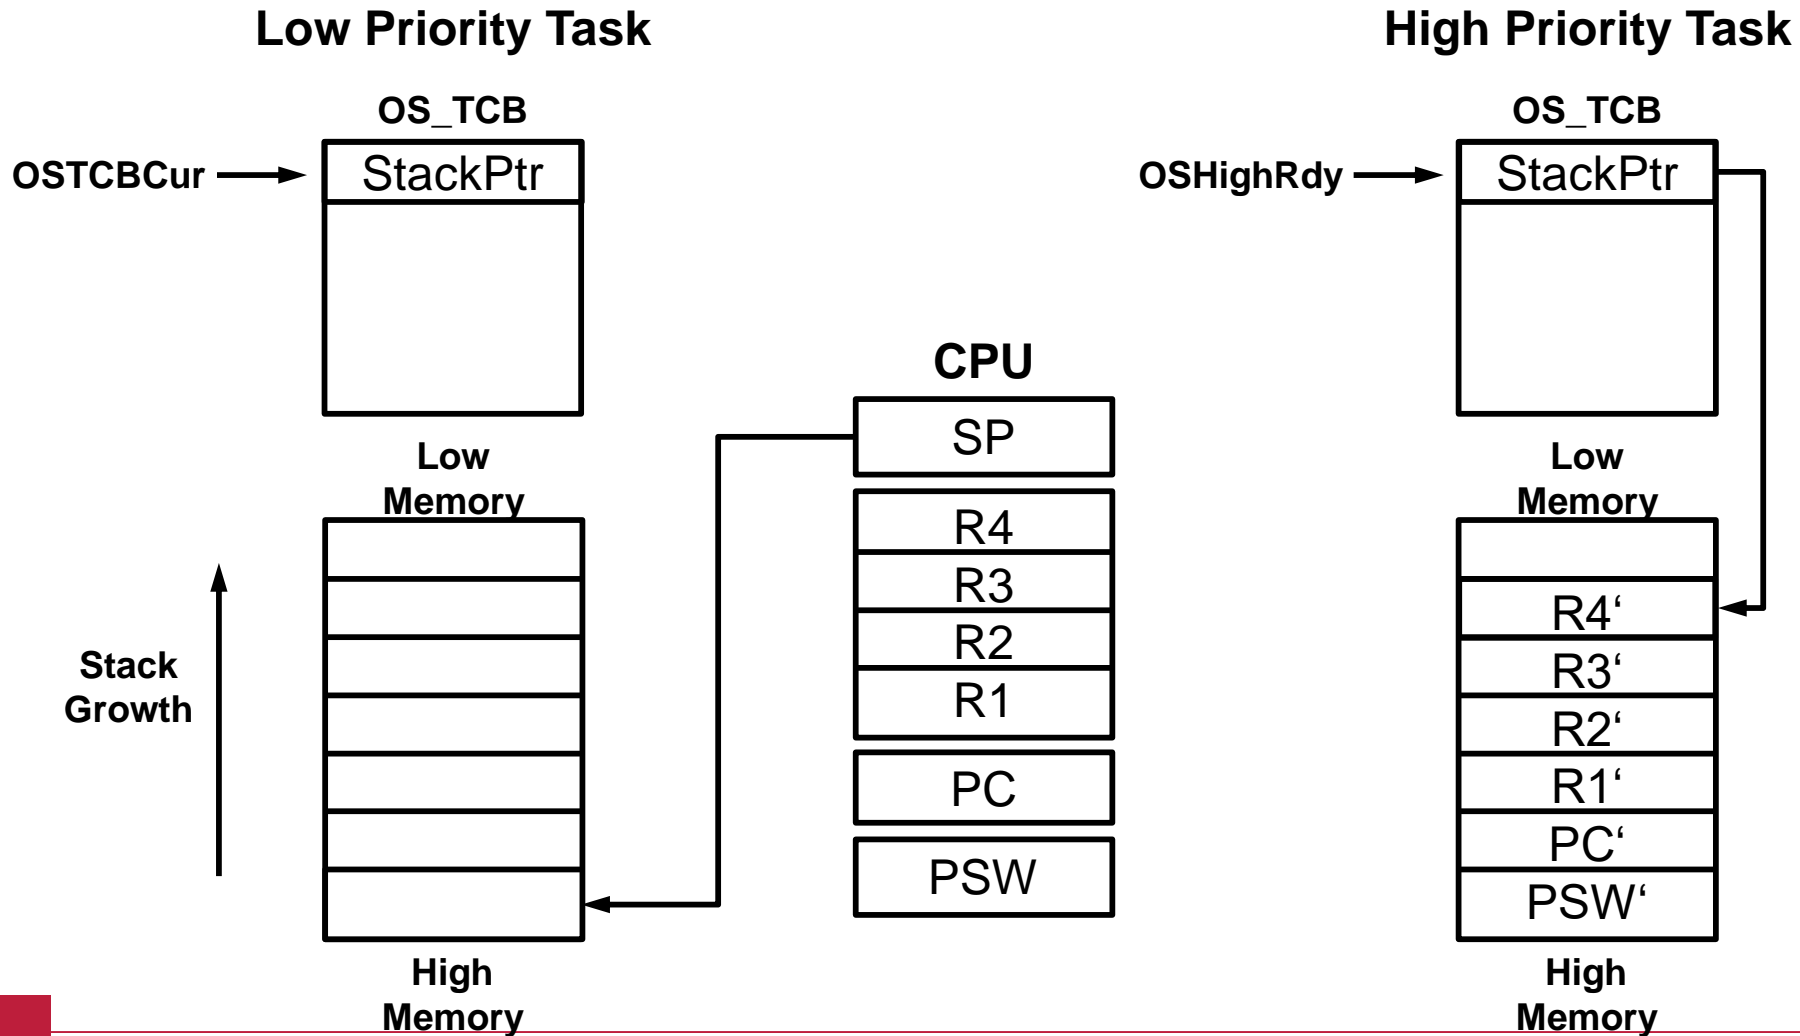 Low Priority Task
OS_TCB
OSTCBCur
StackPtr
Low
Memory
Stack
Growth
High
Memory
CPU
SP
R4
R3
R2
R1
PC
PSW
High Priority Task
OS_TCB
OSHighRdy
StackPtr
Low
Memory
R4‘
R3‘
R2‘
R1‘
PC‘
PSW‘
High
Memory